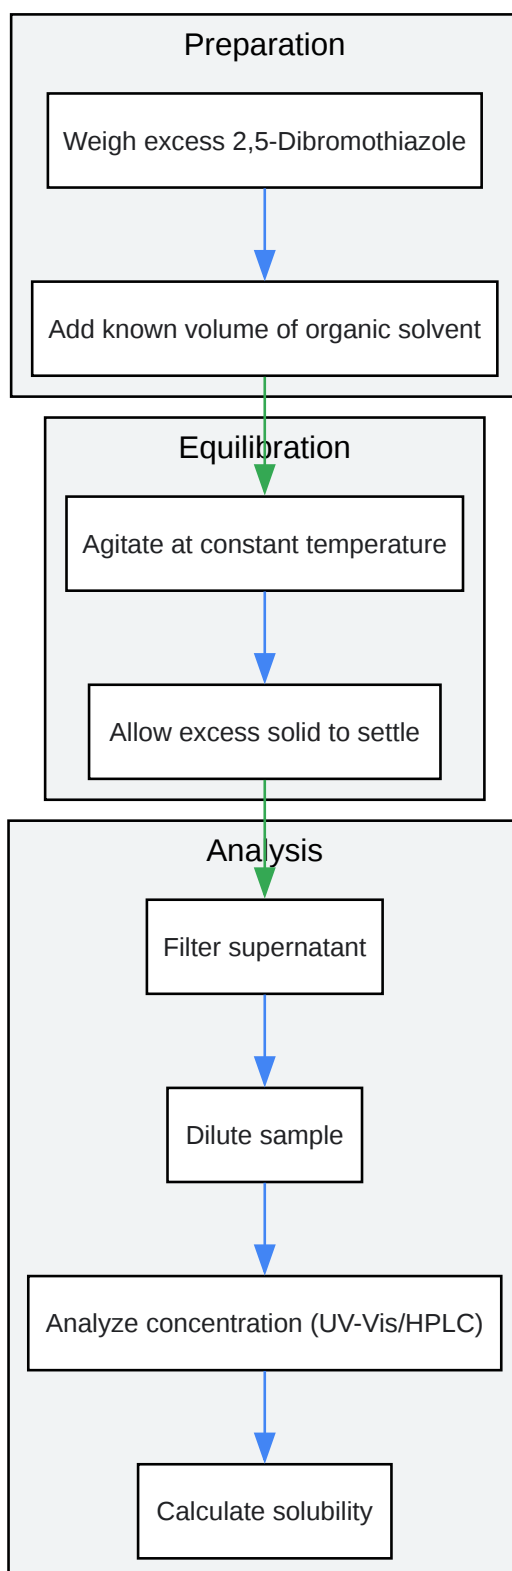 Preparation
Weigh excess 2,5-Dibromothiazole
Add known volume of organic solvent
Equilibration
Agitate at constant temperature
Allow excess solid to settle
Analysis
Filter supernatant
Dilute sample
Analyze concentration (UV-Vis/HPLC)
Calculate solubility